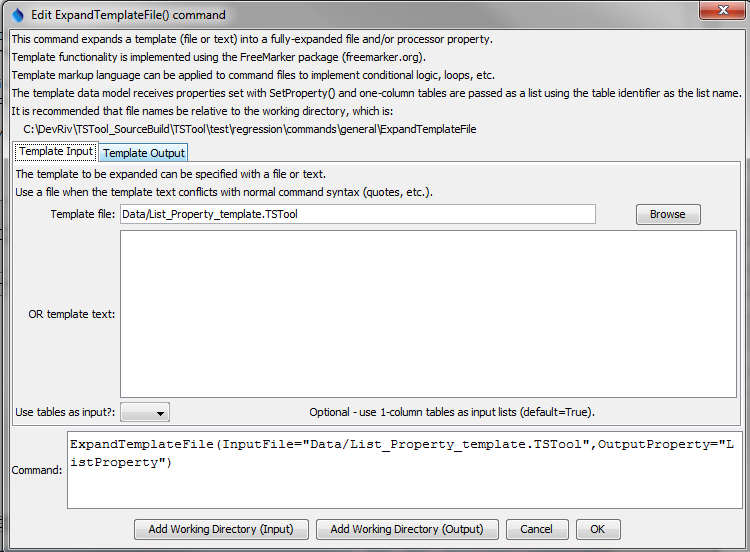 Edit ExpandTemplateFile() command
This command expands a template (file or text) into a fully-expanded file and/or processor property.
Template functionality is implemented using the FreeMarker package (freemarker.org).
Template markup language can be applied to command files to implement conditional logic, loops, etc.
The template data model receives properties set with SetProperty() and one-column tables are passed as a list using the table identifier as the list name.
It is recommended that file names be relative to the working directory, which is:
C:\DevRiv\TSTool_SourceBuild\TSTool\test\regression\commands\general\ExpandTemplateFile
Template Input Template Output
The template to be expanded can be specified with a file or text.
Use a file when the template text conflicts with normal command syntax (quotes, etc.).
Template file: Data/List_Property_template.TSTool Browse
OR template text:
Use tables as input?: Optional - use 1-column tables as input lists (default=True).
Command: ExpandTemplateFile(InputFile="Data/List_Property_template.TSTool",OutputProperty="L
istProperty")
Add Working Directory (Input) Add Working Directory (Output) Cancel OK